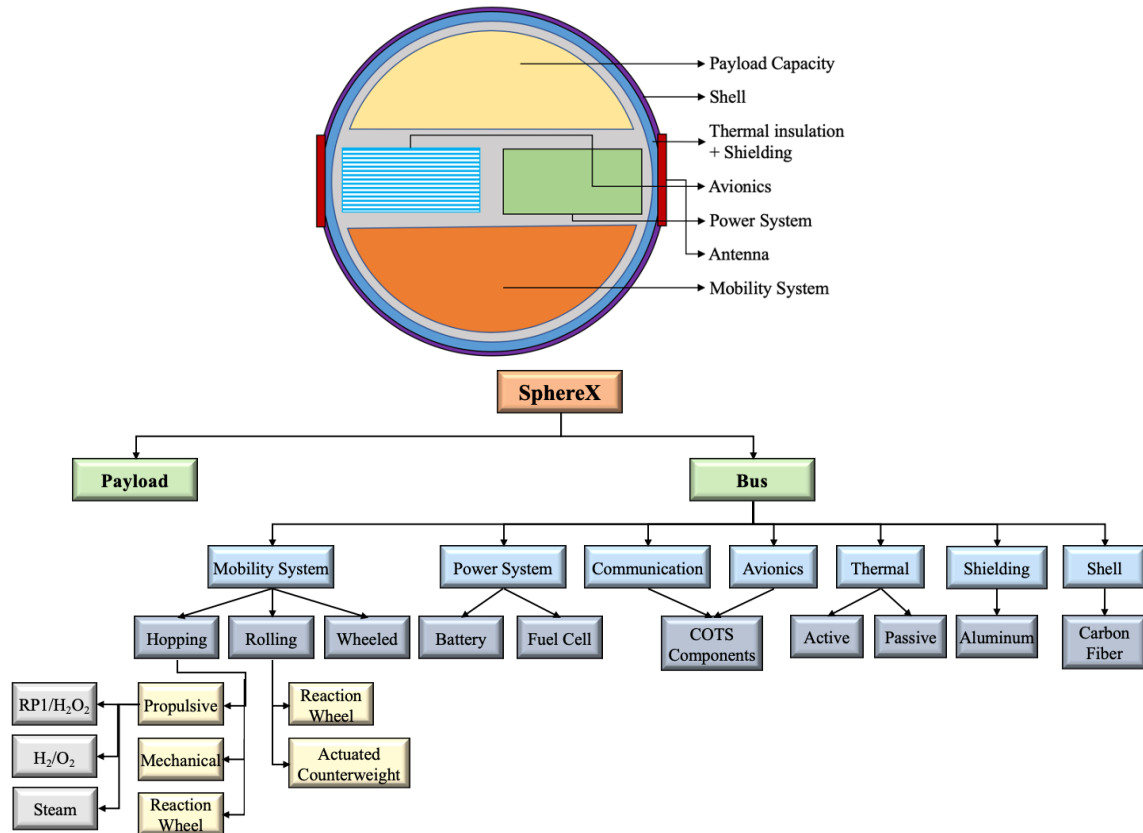 Payload Capacity
Shell
Thermal insulation
+ Shielding
Avionics
Power System
Antenna
Mobility System
SphereX
Payload
Bus
Mobility System
Power System
Communication
Avionics
Thermal
Shielding
Shell
Hopping
Rolling
Wheeled
Battery
Fuel Cell
COTS
Components
Active
Passive
Aluminum
Carbon
Fiber
RP1/H₂O₂
Propulsive
Reaction
Wheel
H₂/O₂
Mechanical
Actuated
Counterweight
Steam
Reaction
Wheel